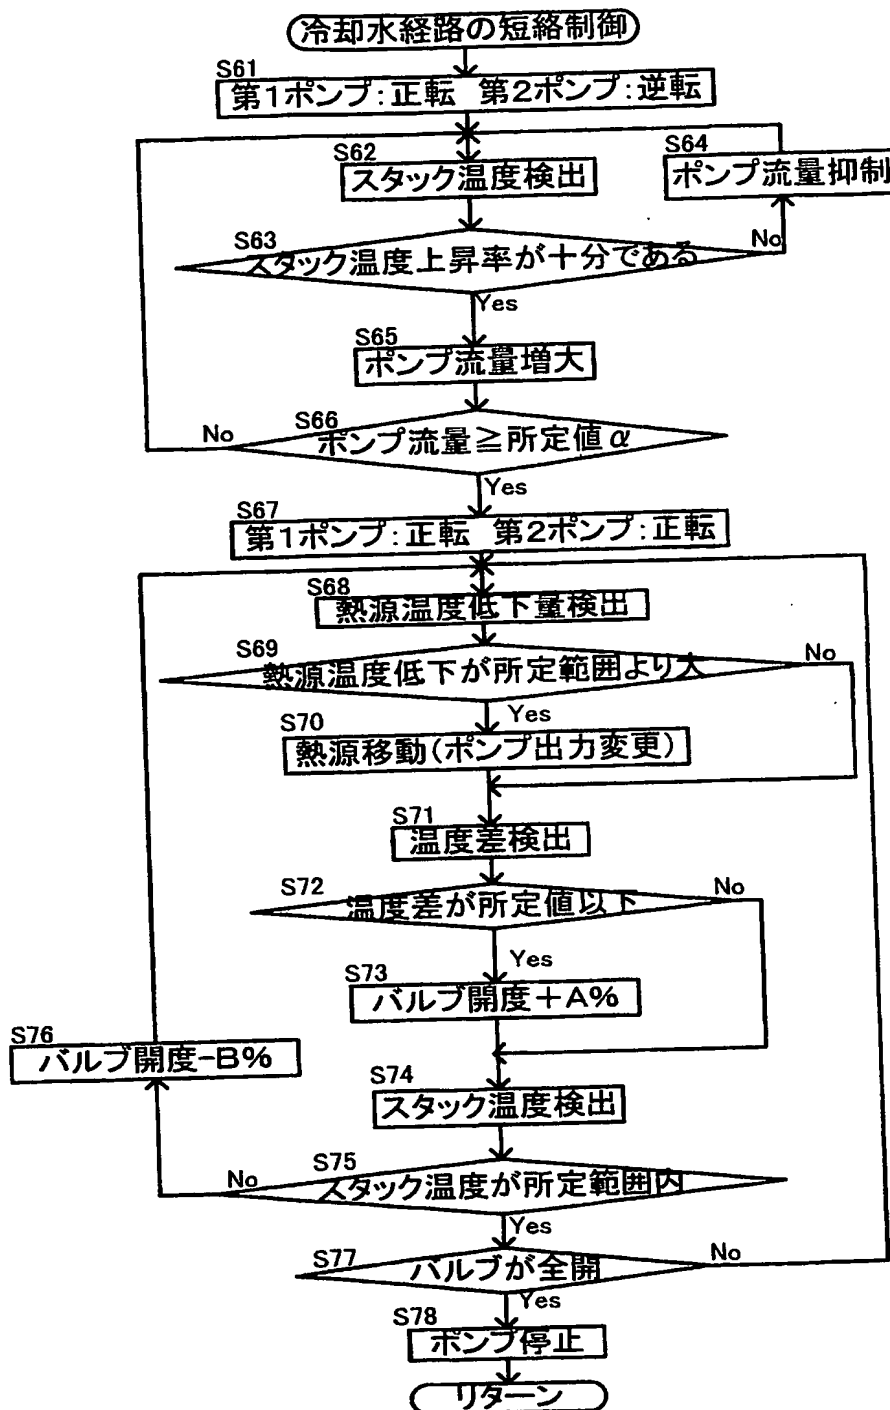 冷却水経路の短絡制御
S61
第1ポンプ:正転 第2ポンプ:逆転
S62
スタック温度検出
S64
ポンプ流量抑制
S63
スタック温度上昇率が十分である
No
Yes
S65
ポンプ流量増大
S66
ポンプ流量≧所定値α
No
Yes
S67
第1ポンプ:正転 第2ポンプ:正転
S68
熱源温度低下量検出
S69
熱源温度低下が所定範囲より大
No
Yes
S70
熱源移動(ポンプ出力変更)
S71
温度差検出
S72
温度差が所定値以下
No
Yes
S73
バルブ開度+A%
S76
バルブ開度-B%
S74
スタック温度検出
S75
スタック温度が所定範囲内
No
Yes
S77
バルブが全開
No
Yes
S78
ポンプ停止
リターン